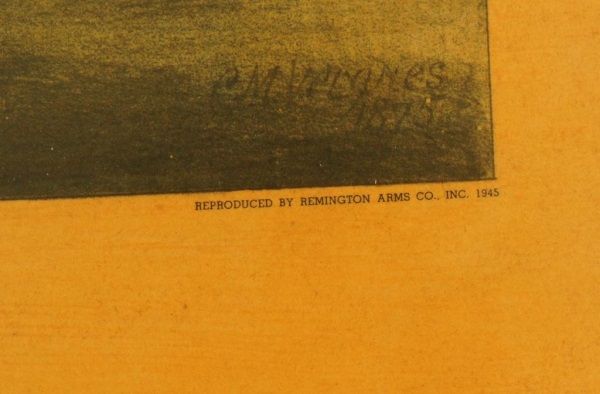 REPRODUCED BY REMINGTON ARMS CO., INC. 1945